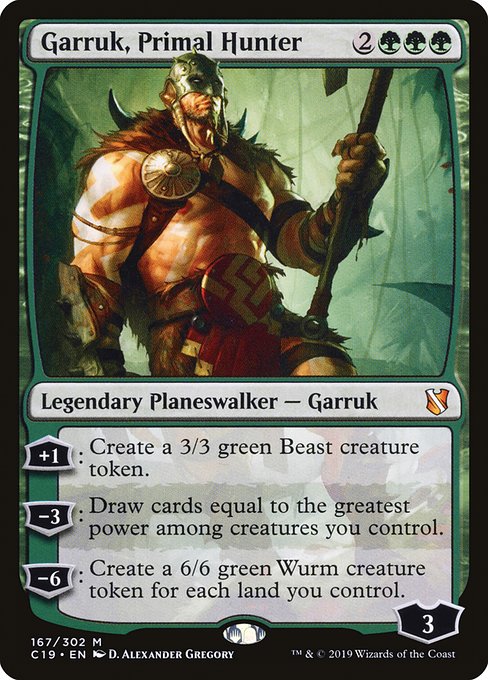 Garruk, Primal Hunter 2
Legendary Planeswalker — Garruk
+1 : Create a 3/3 green Beast creature
token.
−3 : Draw cards equal to the greatest
power among creatures you control.
−6 : Create a 6/6 green Wurm creature
token for each land you control.
3
167/302 M
C19 • EN D. Alexander Gregory
™ & © 2019 Wizards of the Coast